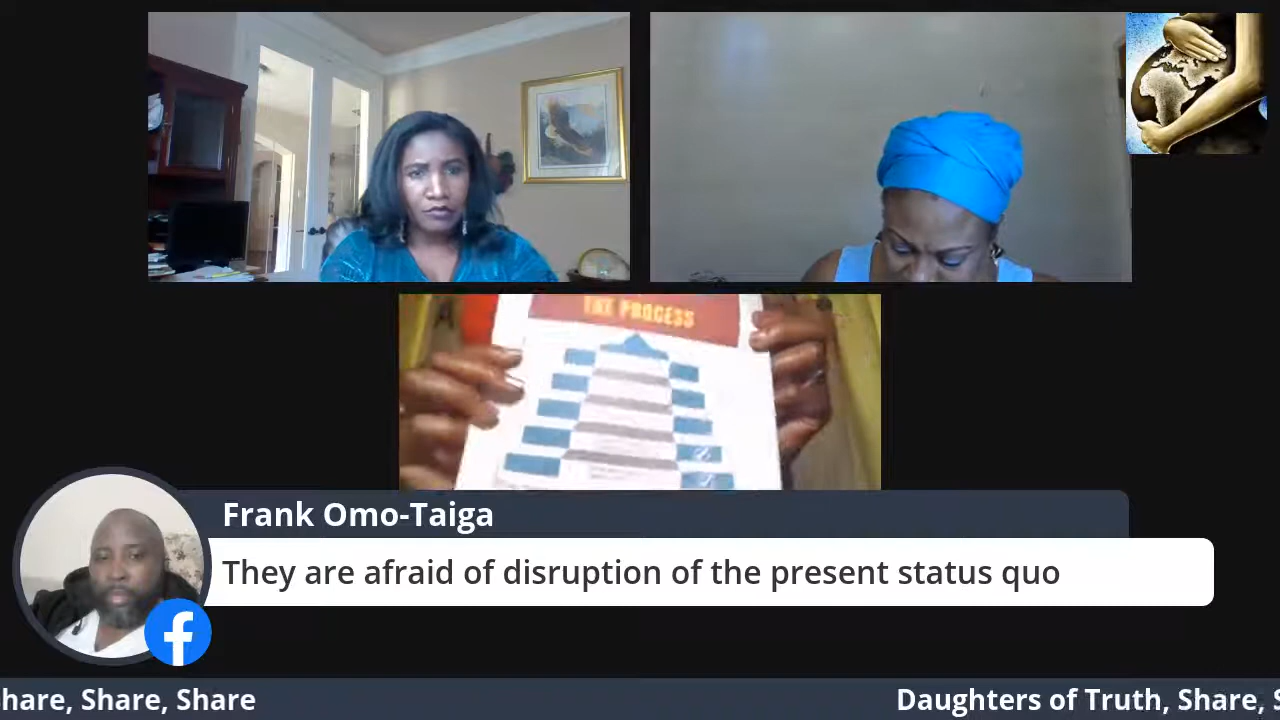 THE PROCESS
Frank Omo-Taiga
They are afraid of disruption of the present status quo
Share, Share, Share
Daughters of Truth, Share, S